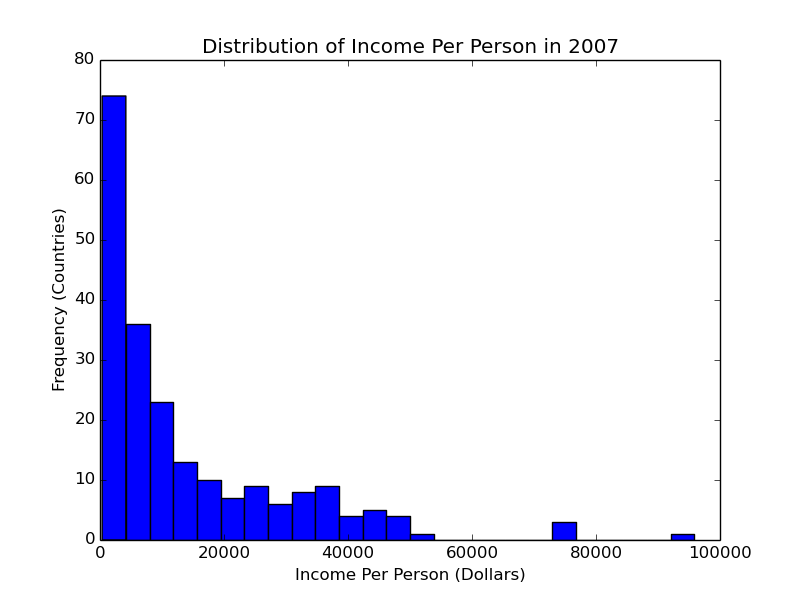 Distribution of Income Per Person in 2007
80
70
60
50
40
30
20
10
0
Frequency (Countries)
0 20000 40000 60000 80000 100000
Income Per Person (Dollars)